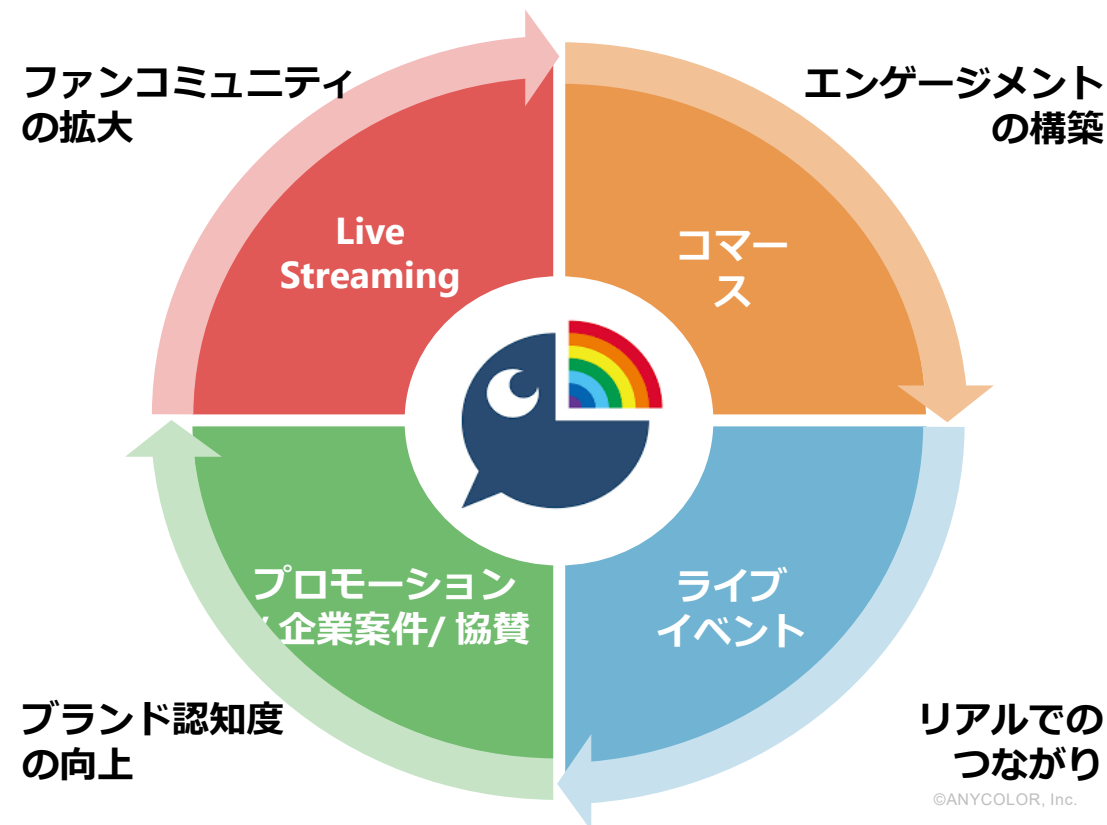 ファンコミュニティ
の拡大
エンゲージメント
の構築
Live
Streaming
コマー
ス
プロモーション
/ 企業案件/ 協賛
ライブ
イベント
ブランド認知度
の向上
リアルでの
つながり
©ANYCOLOR, Inc.